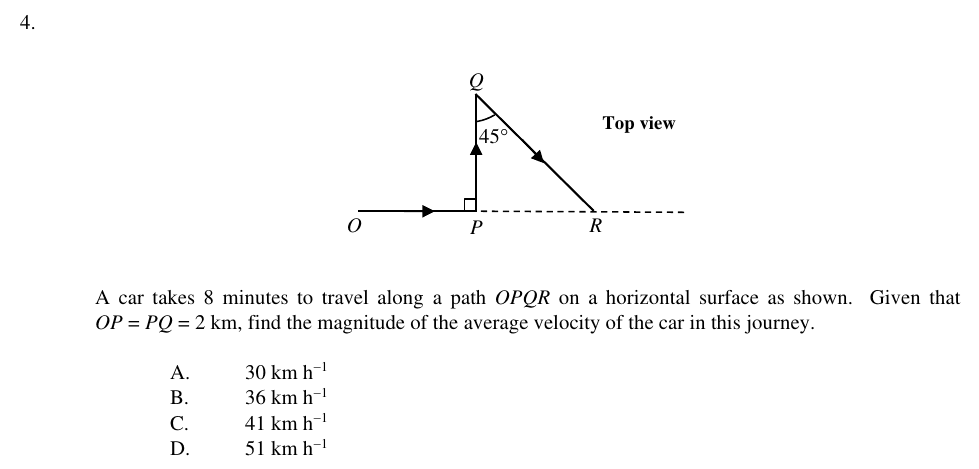 4.
Q
Top view
45°
O
P
R
A car takes 8 minutes to travel along a path OPQR on a horizontal surface as shown. Given that
OP = PQ = 2 km, find the magnitude of the average velocity of the car in this journey.
A. 30 km h⁻¹
B. 36 km h⁻¹
C. 41 km h⁻¹
D. 51 km h⁻¹